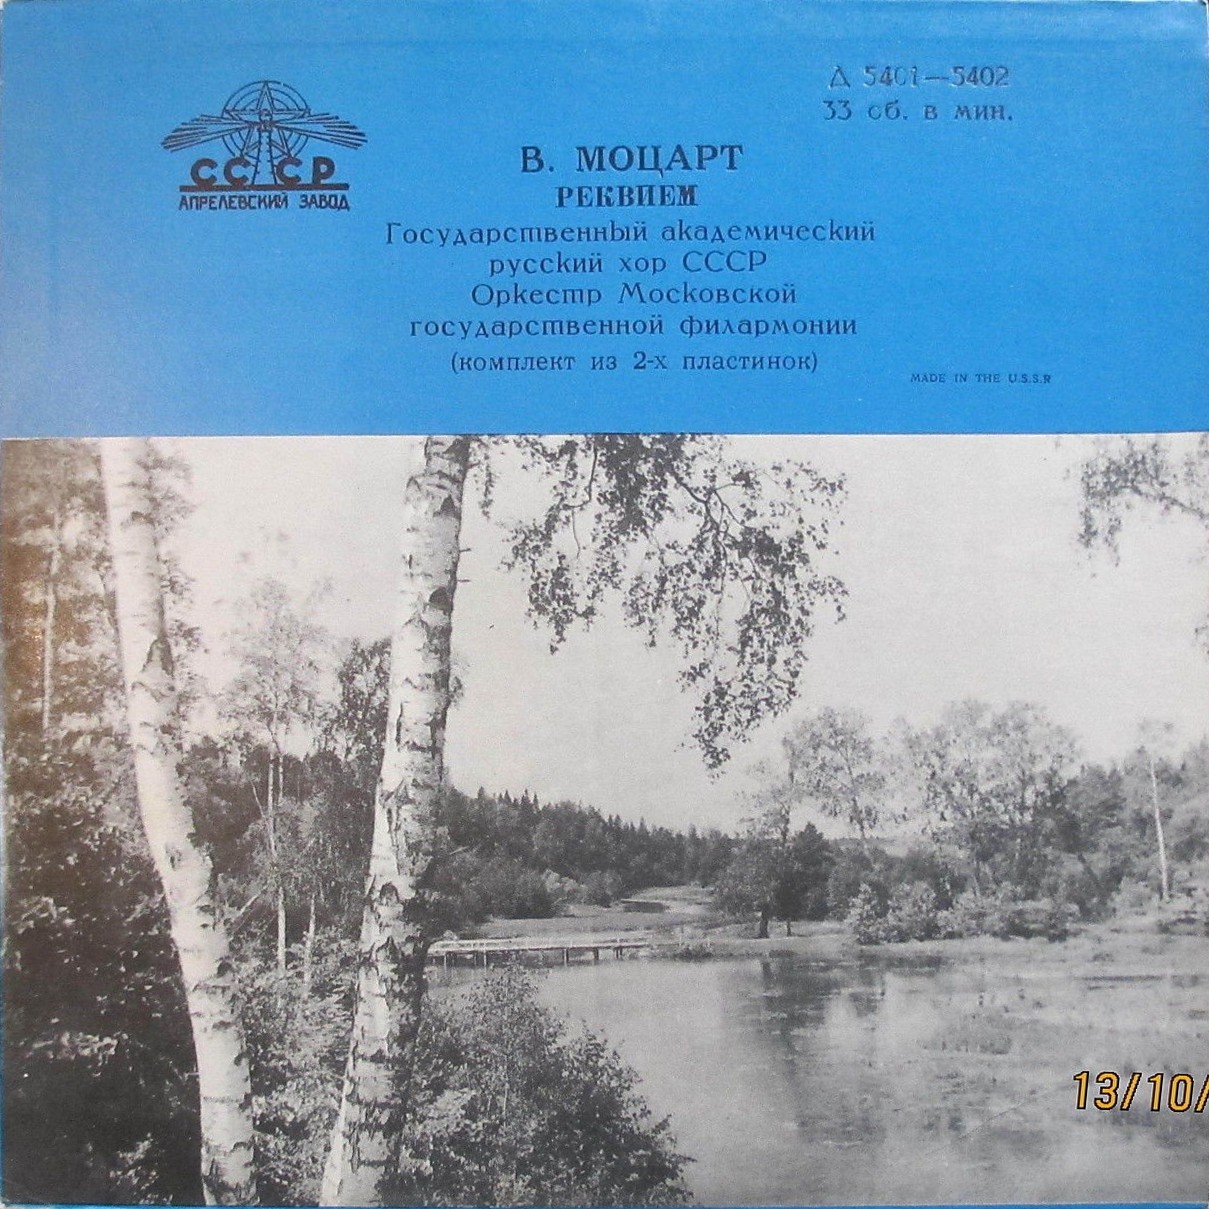 Д 5401—5402
33 об. в мин.
СССР
АПРЕЛЕВСКИЙ ЗАВОД
В. МОЦАРТ
РЕКВИЕМ
Государственный академический
русский хор СССР
Оркестр Московской
государственной филармонии
(комплект из 2-х пластинок)
MADE IN THE U.S.S.R
13/10/